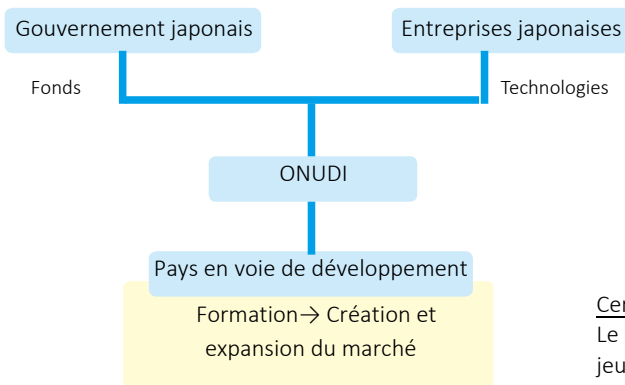 Gouvernement japonais
Entreprises japonaises
Fonds
Technologies
ONUDI
Pays en voie de développement
Formation→ Création et
expansion du marché
Le